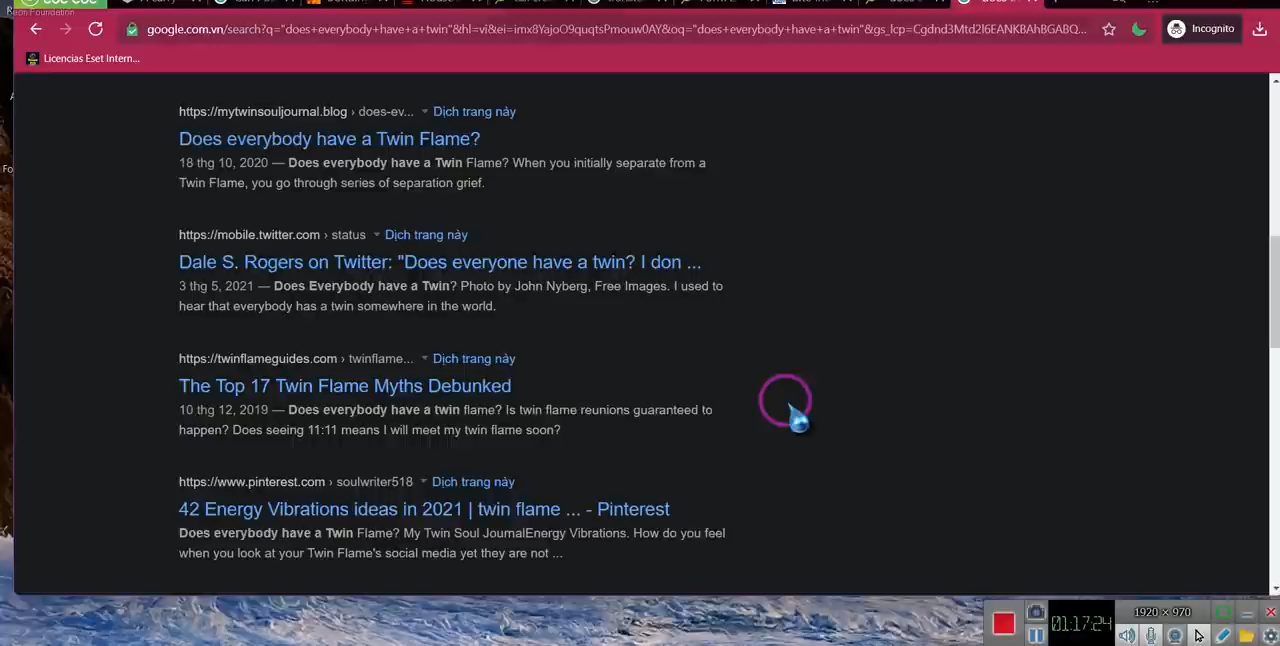 google.com.vn/search?q="does+everybody+have+a+twin"&hl=vi&ei=imx8YajoO9quqtsPmouw0AY&oq="does+everybody+have+a+twin"&gs_lcp=Cgdnd3Mtd2l6EANKBAhBGABQ...
Incognito
Licencias Eset Intern...
https://mytwinsouljournal.blog › does-ev... Dịch trang này
Does everybody have a Twin Flame?
18 thg 10, 2020 — Does everybody have a Twin Flame? When you initially separate from a
Twin Flame, you go through series of separation grief.
https://mobile.twitter.com › status Dịch trang này
Dale S. Rogers on Twitter: "Does everyone have a twin? I don ...
3 thg 5, 2021 — Does Everybody have a Twin? Photo by John Nyberg, Free Images. I used to
hear that everybody has a twin somewhere in the world.
https://twinflameguides.com › twinflame... Dịch trang này
The Top 17 Twin Flame Myths Debunked
10 thg 12, 2019 — Does everybody have a twin flame? Is twin flame reunions guaranteed to
happen? Does seeing 11:11 means I will meet my twin flame soon?
https://www.pinterest.com › soulwriter518 Dịch trang này
42 Energy Vibrations ideas in 2021 | twin flame ... - Pinterest
Does everybody have a Twin Flame? My Twin Soul JournalEnergy Vibrations. How do you feel
when you look at your Twin Flame's social media yet they are not ...
01:17:24
1920 × 970